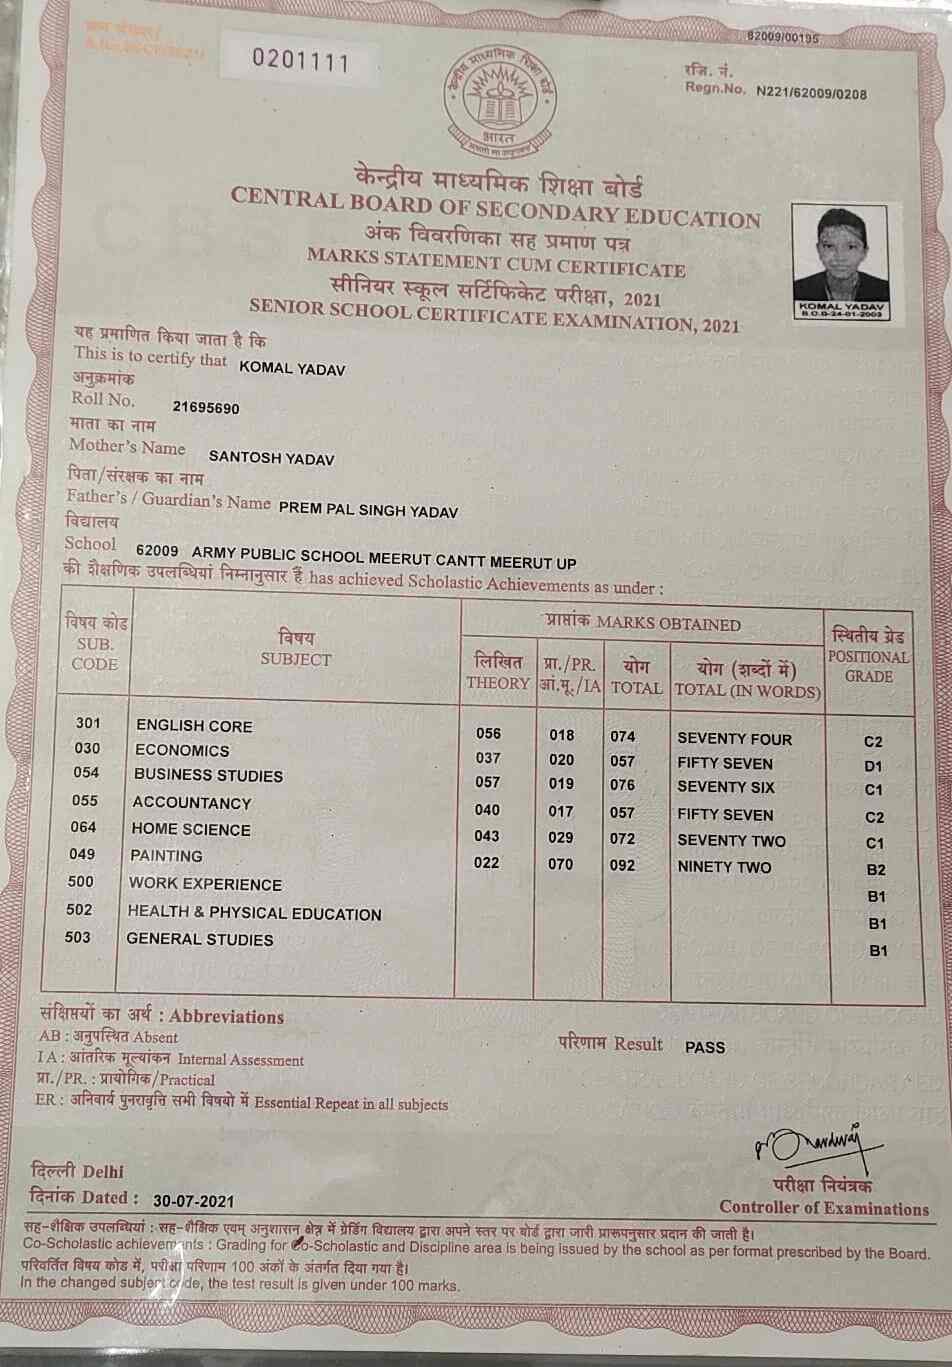 क्रम संख्या/
0201111
62009/00195
रजि. नं.
Regn.No. N221/62009/0208
केन्द्रीय माध्यमिक शिक्षा बोर्ड
भारत
असतो मा सद्गमय
केन्द्रीय माध्यमिक शिक्षा बोर्ड
CENTRAL BOARD OF SECONDARY EDUCATION
अंक विवरणिका सह प्रमाण पत्र
MARKS STATEMENT CUM CERTIFICATE
सीनियर स्कूल सर्टिफिकेट परीक्षा, 2021
SENIOR SCHOOL CERTIFICATE EXAMINATION, 2021
KOMAL YADAV
D.O.B-24-01-2003
यह प्रमाणित किया जाता है कि
This is to certify that KOMAL YADAV
अनुक्रमांक
Roll No. 21695690
माता का नाम
Mother's Name SANTOSH YADAV
पिता/संरक्षक का नाम
Father's / Guardian's Name PREM PAL SINGH YADAV
विद्यालय
School 62009 ARMY PUBLIC SCHOOL MEERUT CANTT MEERUT UP
की शैक्षणिक उपलब्धियां निम्नानुसार हैं has achieved Scholastic Achievements as under :
विषय कोड SUB. CODE
विषय SUBJECT
प्राप्तांक MARKS OBTAINED
लिखित THEORY
प्रा./PR. आं.मू./IA
योग TOTAL
योग (शब्दों में) TOTAL (IN WORDS)
स्थितीय ग्रेड POSITIONAL GRADE
301 ENGLISH CORE 056 018 074 SEVENTY FOUR C2
030 ECONOMICS 037 020 057 FIFTY SEVEN D1
054 BUSINESS STUDIES 057 019 076 SEVENTY SIX C1
055 ACCOUNTANCY 040 017 057 FIFTY SEVEN C2
064 HOME SCIENCE 043 029 072 SEVENTY TWO C1
049 PAINTING 022 070 092 NINETY TWO B2
500 WORK EXPERIENCE B1
502 HEALTH & PHYSICAL EDUCATION B1
503 GENERAL STUDIES B1
संक्षिप्तियों का अर्थ : Abbreviations
AB : अनुपस्थित Absent
परिणाम Result PASS
I A : आंतरिक मूल्यांकन Internal Assessment
प्रा./PR. : प्रायोगिक/Practical
ER : अनिवार्य पुनरावृत्ति सभी विषयो में Essential Repeat in all subjects
दिल्ली Delhi
दिनांक Dated : 30-07-2021
परीक्षा नियंत्रक
Controller of Examinations
सह-शैक्षिक उपलब्धियां : सह-शैक्षिक एवम् अनुशासन क्षेत्र में ग्रेडिंग विद्यालय द्वारा अपने स्तर पर बोर्ड द्वारा जारी प्रारूपनुसार प्रदान की जाती है।
Co-Scholastic achievements : Grading for Co-Scholastic and Discipline area is being issued by the school as per format prescribed by the Board.
परिवर्तित विषय कोड में, परीक्षा परिणाम 100 अंकों के अंतर्गत दिया गया है।
In the changed subject code, the test result is given under 100 marks.